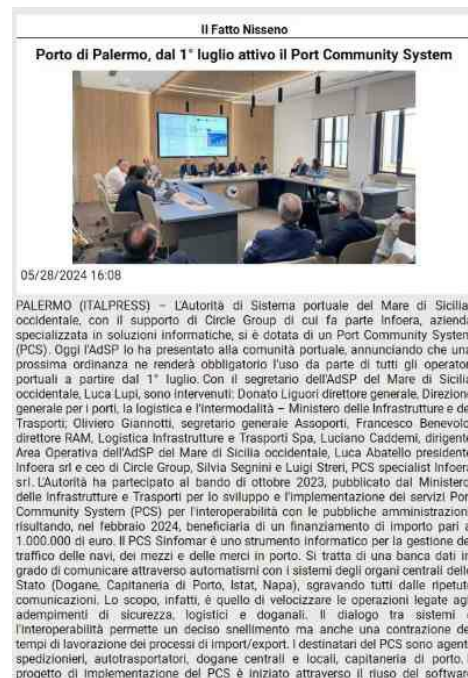 Il Fatto Nisseno
Porto di Palermo, dal 1° luglio attivo il Port Community System
05/28/2024 16:08
PALERMO (ITALPRESS) – L'Autorità di Sistema portuale del Mare di Sicilia
occidentale, con il supporto di Circle Group di cui fa parte Infoera, azienda
specializzata in soluzioni informatiche, si è dotata di un Port Community System
(PCS). Oggi l'AdSP lo ha presentato alla comunità portuale, annunciando che una
prossima ordinanza ne renderà obbligatorio l'uso da parte di tutti gli operatori
portuali a partire dal 1° luglio. Con il segretario dell'AdSP del Mare di Sicilia
occidentale, Luca Lupi, sono intervenuti: Donato Liguori direttore generale, Direzione
generale per i porti, la logistica e l'intermodalità – Ministero delle Infrastrutture e dei
Trasporti; Oliviero Giannotti, segretario generale Assoporti, Francesco Benevolo,
direttore RAM, Logistica Infrastrutture e Trasporti Spa, Luciano Caddemi, dirigente
Area Operativa dell'AdSP del Mare di Sicilia occidentale, Luca Abatello presidente
Infoera srl e ceo di Circle Group, Silvia Segnini e Luigi Streri, PCS specialist Infoera
srl. L'Autorità ha partecipato al bando di ottobre 2023, pubblicato dal Ministero
delle Infrastrutture e Trasporti per lo sviluppo e l'implementazione dei servizi Port
Community System (PCS) per l'interoperabilità con le pubbliche amministrazioni
risultando, nel febbraio 2024, beneficiaria di un finanziamento di importo pari a
1.000.000 di euro. Il PCS Sinfomar è uno strumento informatico per la gestione del
traffico delle navi, dei mezzi e delle merci in porto. Si tratta di una banca dati in
grado di comunicare attraverso automatismi con i sistemi degli organi centrali dello
Stato (Dogane, Capitaneria di Porto, Istat, Napa), sgravando tutti dalle ripetute
comunicazioni. Lo scopo, infatti, è quello di velocizzare le operazioni legate agli
adempimenti di sicurezza, logistici e doganali. Il dialogo tra sistemi e
l'interoperabilità permette un deciso snellimento ma anche una contrazione dei
tempi di lavorazione dei processi di import/export. I destinatari del PCS sono agenti,
spedizionieri, autotrasportatori, dogane centrali e locali, capitaneria di porto. Il
progetto di implementazione del PCS è iniziato attraverso il riuso del software